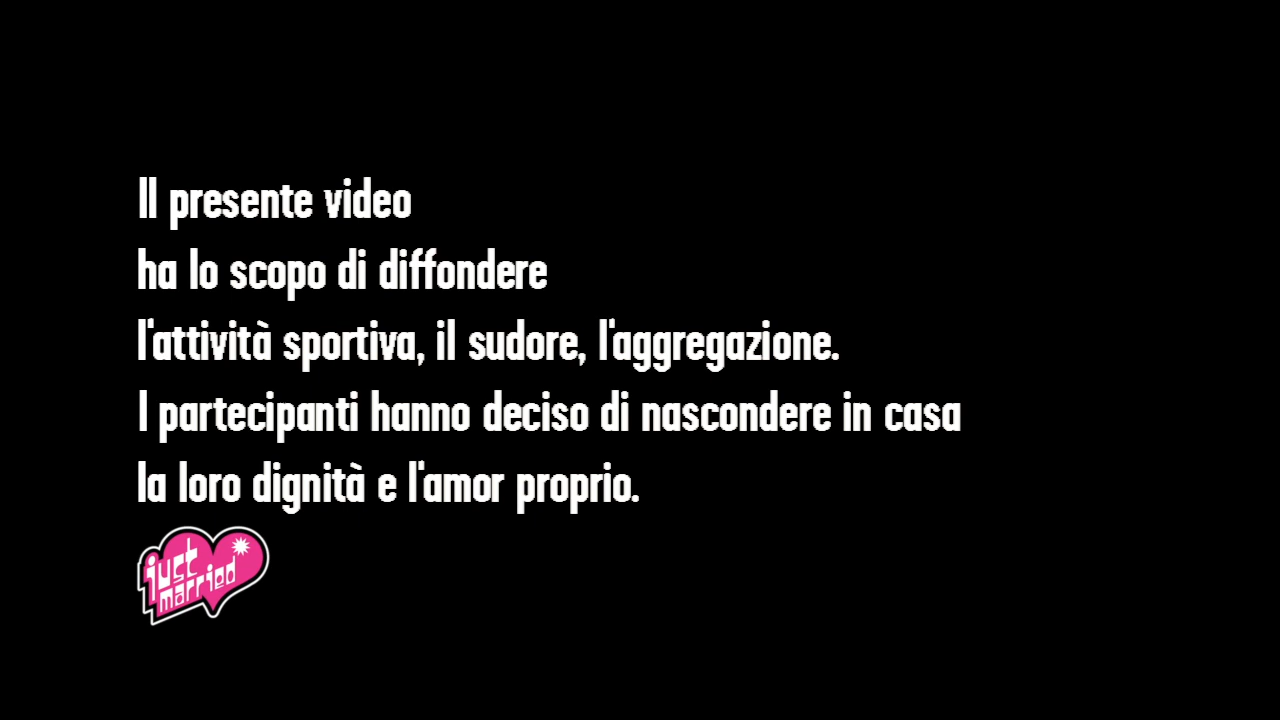 Il presente video
ha lo scopo di diffondere
l'attività sportiva, il sudore, l'aggregazione.
I partecipanti hanno deciso di nascondere in casa
la loro dignità e l'amor proprio.
just
married